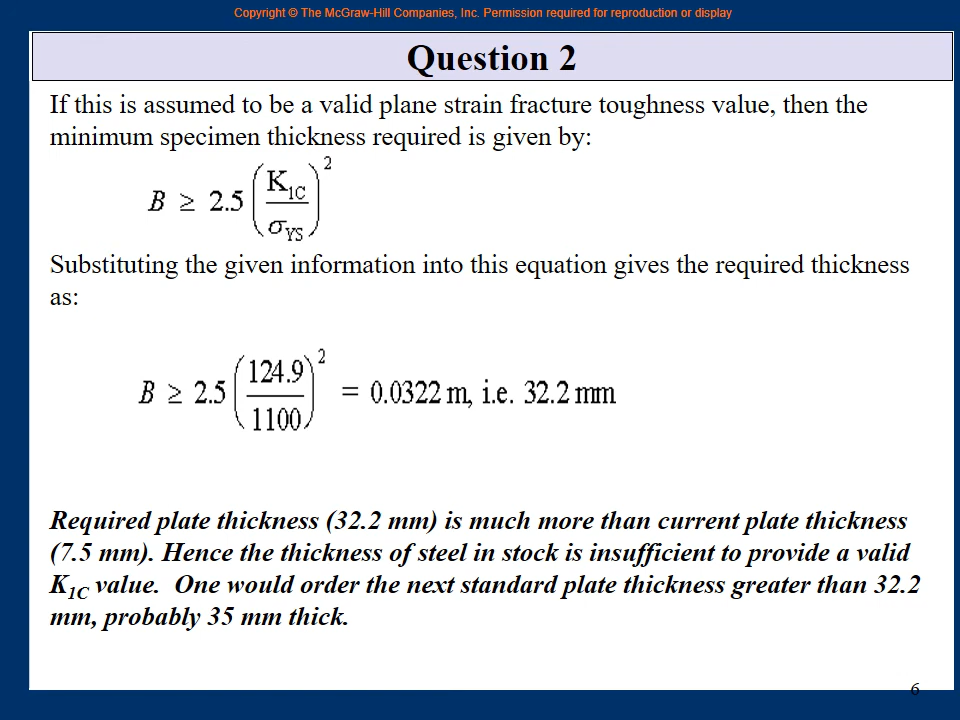 Copyright © The McGraw-Hill Companies, Inc. Permission required for reproduction or display
Question 2
If this is assumed to be a valid plane strain fracture toughness value, then the
minimum specimen thickness required is given by:
B ≥ 2.5 (K1C / σYS)^2
Substituting the given information into this equation gives the required thickness
as:
B ≥ 2.5 (124.9 / 1100)^2 = 0.0322 m, i.e. 32.2 mm
Required plate thickness (32.2 mm) is much more than current plate thickness
(7.5 mm). Hence the thickness of steel in stock is insufficient to provide a valid
K1C value. One would order the next standard plate thickness greater than 32.2
mm, probably 35 mm thick.
6